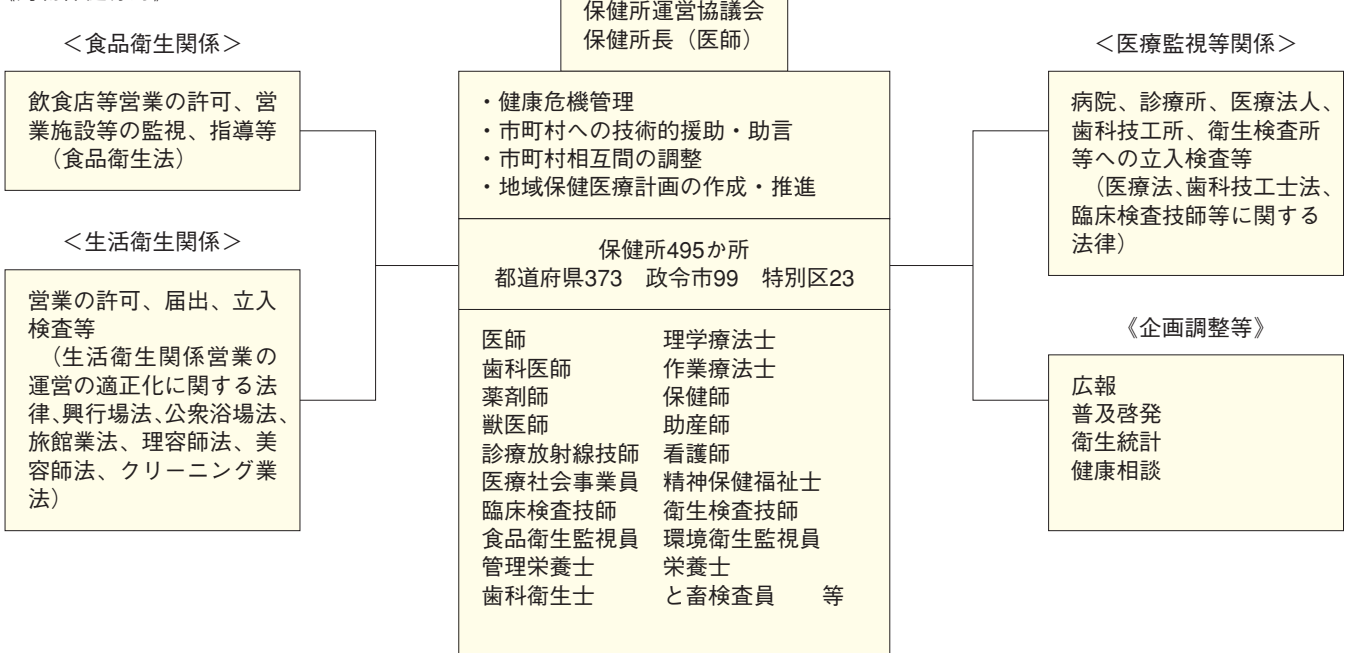 保健所運営協議会
保健所長（医師）
＜食品衛生関係＞
飲食店等営業の許可、営
業施設等の監視、指導等
（食品衛生法）
＜生活衛生関係＞
営業の許可、届出、立入
検査等
（生活衛生関係営業の
運営の適正化に関する法
律、興行場法、公衆浴場法、
旅館業法、理容師法、美
容師法、クリーニング業
法）
・健康危機管理
・市町村への技術的援助・助言
・市町村相互間の調整
・地域保健医療計画の作成・推進
保健所495か所
都道府県373　政令市99　特別区23
医師　理学療法士
歯科医師　作業療法士
薬剤師　保健師
獣医師　助産師
診療放射線技師　看護師
医療社会事業員　精神保健福祉士
臨床検査技師　衛生検査技師
食品衛生監視員　環境衛生監視員
管理栄養士　栄養士
歯科衛生士　と畜検査員　等
＜医療監視等関係＞
病院、診療所、医療法人、
歯科技工所、衛生検査所
等への立入検査等
（医療法、歯科技工士法、
臨床検査技師等に関する
法律）
《企画調整等》
広報
普及啓発
衛生統計
健康相談